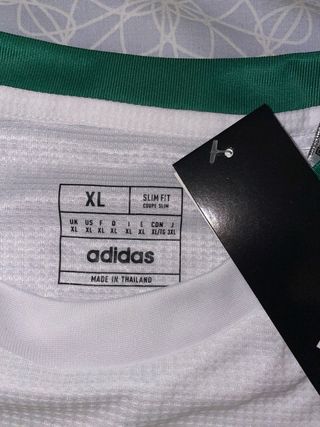 XL
SLIM FIT
COUPE SLIM
UK US F D I L CON J
XL XL XL XL XL XL XL/TG 3XL
adidas
MADE IN THAILAND